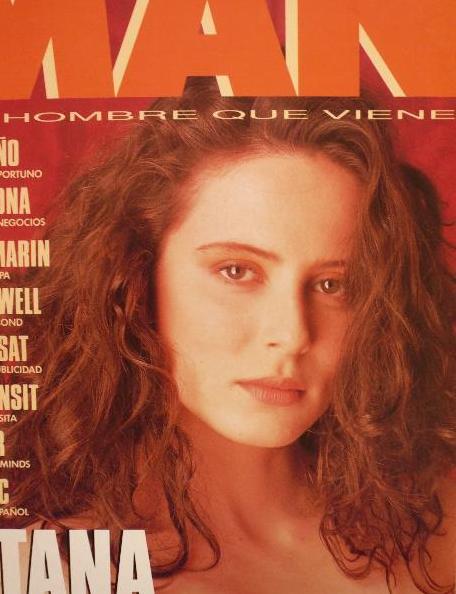 MAN
HOMBRE QUE VIENE
ÑO
PORTUNO
ONA
NEGOCIOS
MARIN
PA
WELL
OND
SAT
UBLICIDAD
NSIT
SITA
R
MINDS
C
PAÑOL
TANA